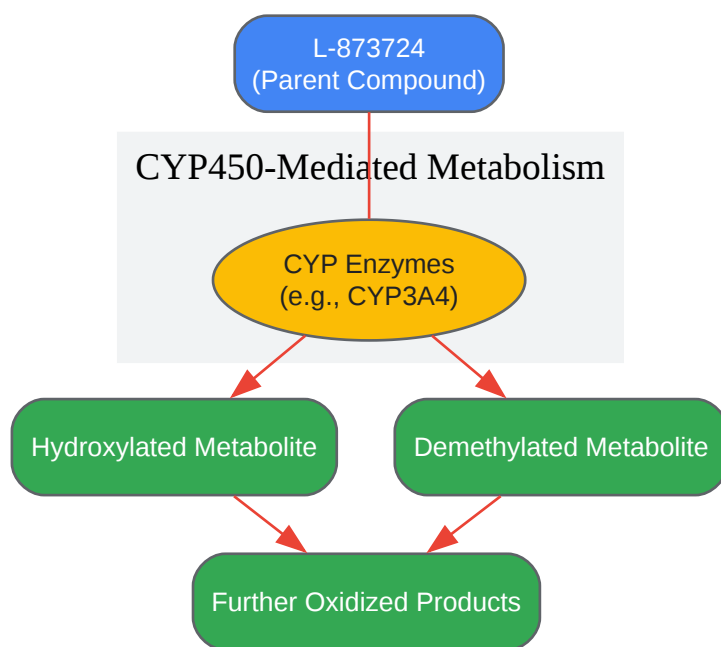 L-873724
(Parent Compound)
CYP450-Mediated Metabolism
CYP Enzymes
(e.g., CYP3A4)
Hydroxylated Metabolite
Demethylated Metabolite
Further Oxidized Products